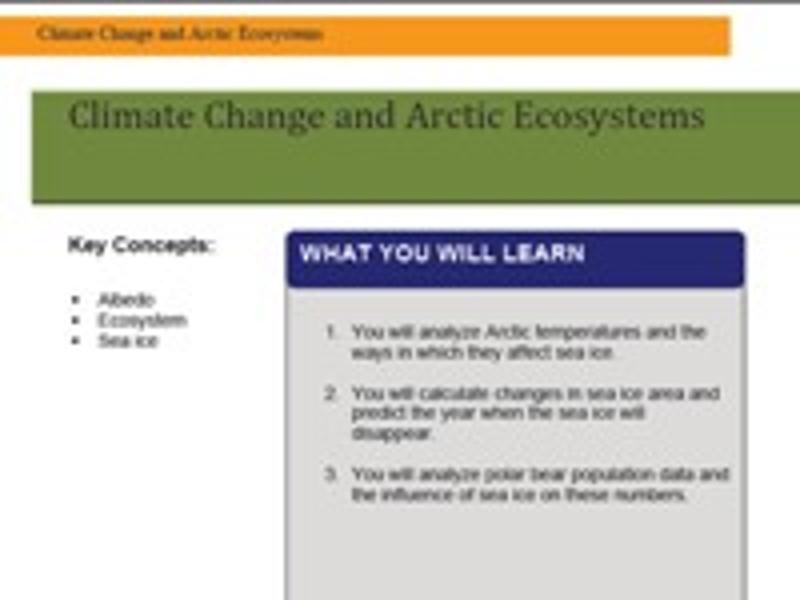 Climate Change and Arctic Ecosystems
Climate Change and Arctic Ecosystems
Key Concepts:
• Albedo
• Ecosystem
• Sea ice
WHAT YOU WILL LEARN
1. You will analyze Arctic temperatures and the
ways in which they affect sea ice.
2. You will calculate changes in sea ice area and
predict the year when the sea ice will
disappear.
3. You will analyze polar bear population data and
the influence of sea ice on these numbers.